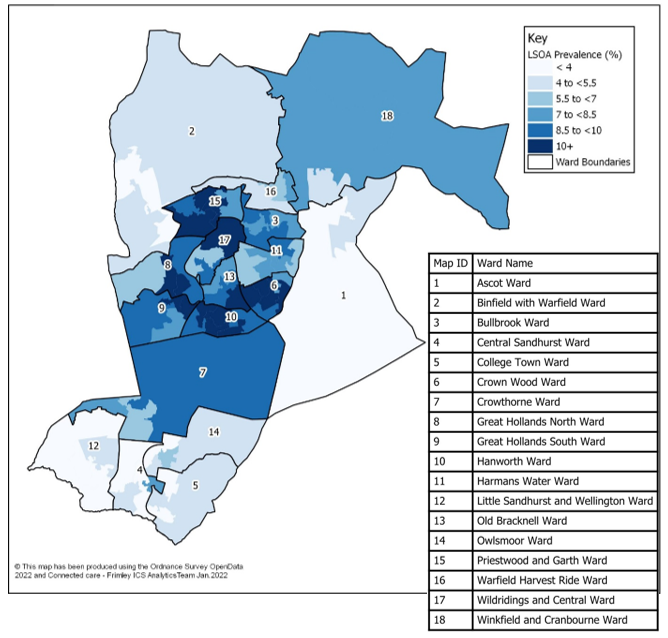 Key
LSOA Prevalence (%)
< 4
4 to <5.5
5.5 to <7
7 to <8.5
8.5 to <10
10+
Ward Boundaries
18
2
16
15
3
17
11
8
13
6
1
9
10
7
14
12
4
5
Map ID Ward Name
1 Ascot Ward
2 Binfield with Warfield Ward
3 Bullbrook Ward
4 Central Sandhurst Ward
5 College Town Ward
6 Crown Wood Ward
7 Crowthorne Ward
8 Great Hollands North Ward
9 Great Hollands South Ward
10 Hanworth Ward
11 Harmans Water Ward
12 Little Sandhurst and Wellington Ward
13 Old Bracknell Ward
14 Owlsmoor Ward
15 Priestwood and Garth Ward
16 Warfield Harvest Ride Ward
17 Wildridings and Central Ward
18 Winkfield and Cranbourne Ward
© This map has been produced using the Ordnance Survey OpenData
2022 and Connected care - Frimley ICS AnalyticsTeam Jan.2022